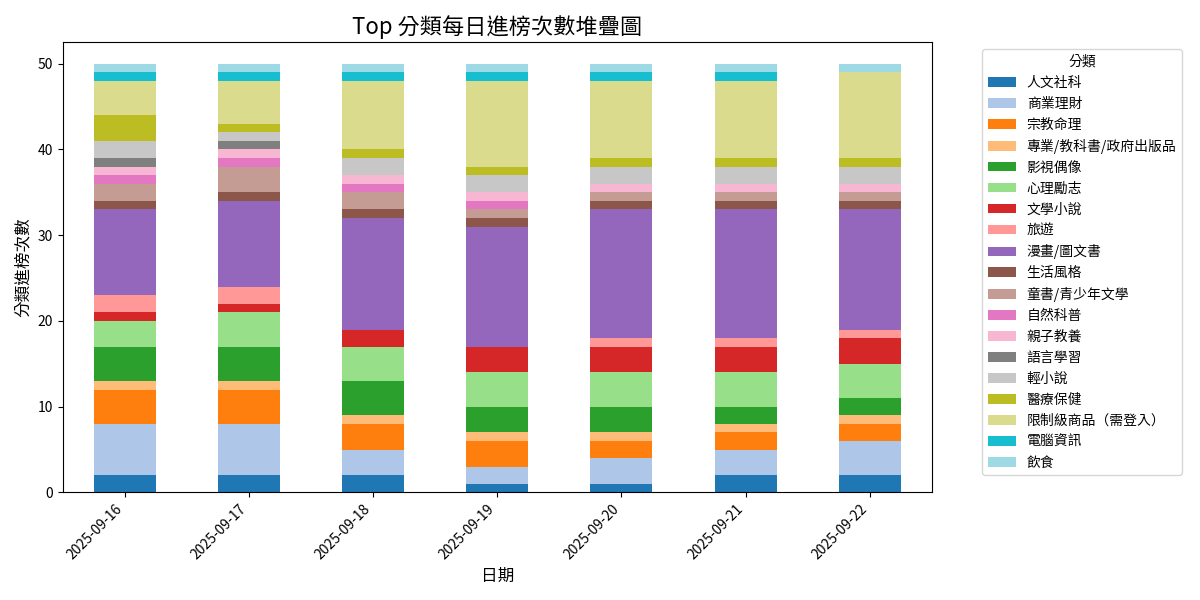 Top 分類每日進榜次數堆疊圖
分類進榜次數
50
40
30
20
10
0
2025-09-16
2025-09-17
2025-09-18
2025-09-19
2025-09-20
2025-09-21
2025-09-22
日期
分類
人文社科
商業理財
宗教命理
專業/教科書/政府出版品
影視偶像
心理勵志
文學小說
旅遊
漫畫/圖文書
生活風格
童書/青少年文學
自然科普
親子教養
語言學習
輕小說
醫療保健
限制級商品（需登入）
電腦資訊
飲食